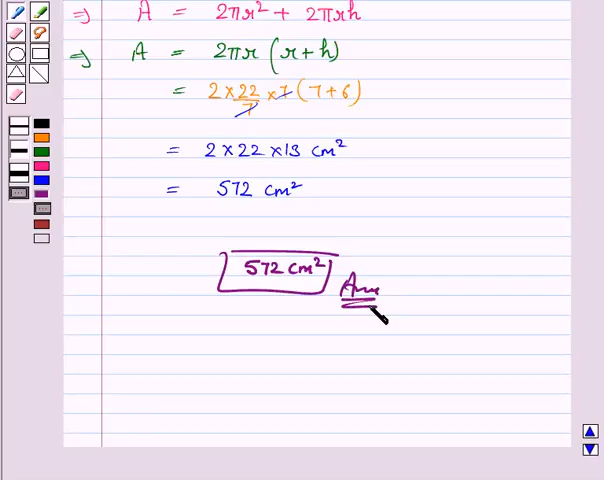 ⇒ A = 2πr² + 2πrh
⇒ A = 2πr (r + h)
= 2 × 22/7 × 7 (7 + 6)
= 2 × 22 × 13 cm²
= 572 cm²
572 cm²
Ans